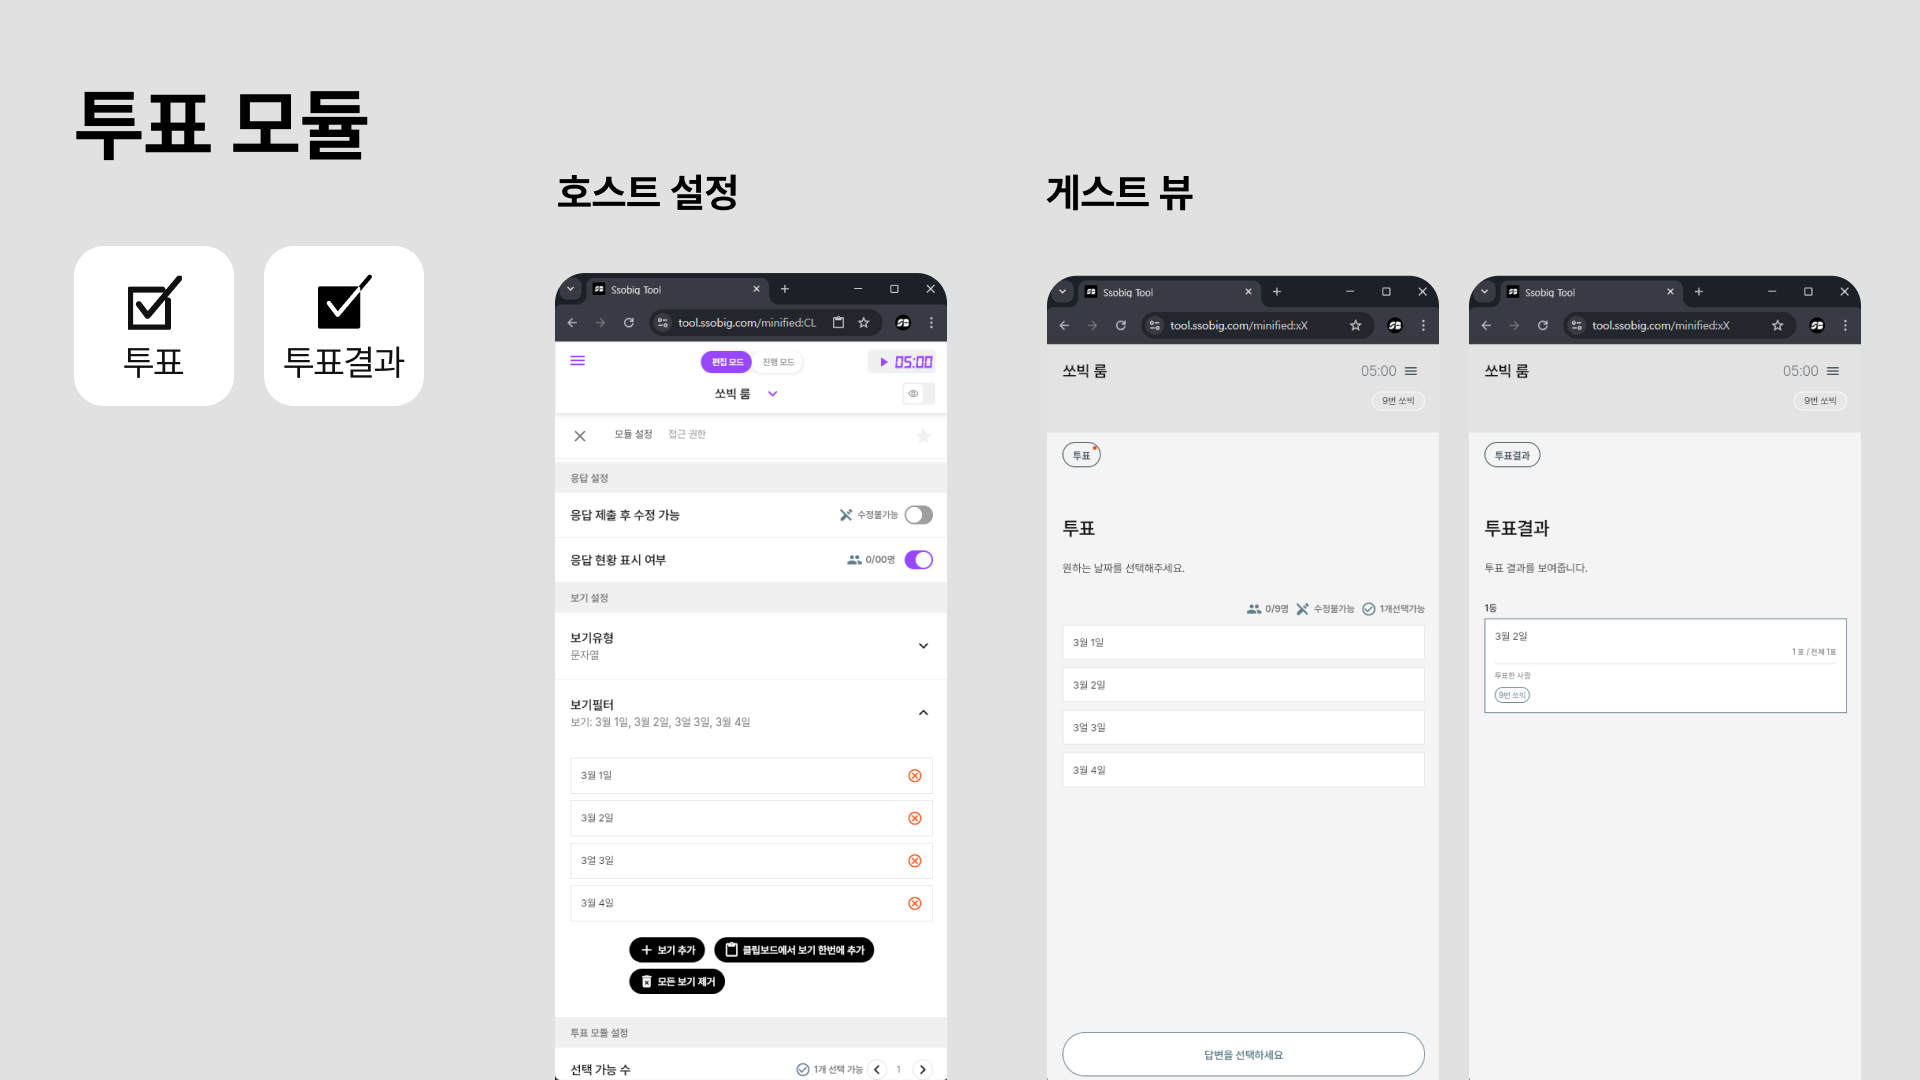 투표 모듈
투표
투표결과
호스트 설정
Ssobig Tool
tool.ssobig.com/minified:CL
편집 모드
진행 모드
05:00
쏘빅 룸
모듈 설정
접근 권한
응답 설정
응답 제출 후 수정 가능
수정불가능
응답 현황 표시 여부
0/00명
보기 설정
보기유형
문자열
보기필터
보기: 3월 1일, 3월 2일, 3얼 3일, 3월 4일
3월 1일
3월 2일
3얼 3일
3월 4일
보기 추가
클립보드에서 보기 한번에 추가
모든 보기 제거
투표 모듈 설정
선택 가능 수
1개 선택 가능
1
게스트 뷰
Ssobig Tool
tool.ssobig.com/minified:xX
쏘빅 룸
05:00
9번 쏘빅
투표
투표
원하는 날짜를 선택해주세요.
0/9명
수정불가능
1개선택가능
3월 1일
3월 2일
3얼 3일
3월 4일
답변을 선택하세요
Ssobig Tool
tool.ssobig.com/minified:xX
쏘빅 룸
05:00
9번 쏘빅
투표결과
투표결과
투표 결과를 보여줍니다.
1등
3월 2일
1 표 / 전체 1표
투표한 사람
9번 쏘빅